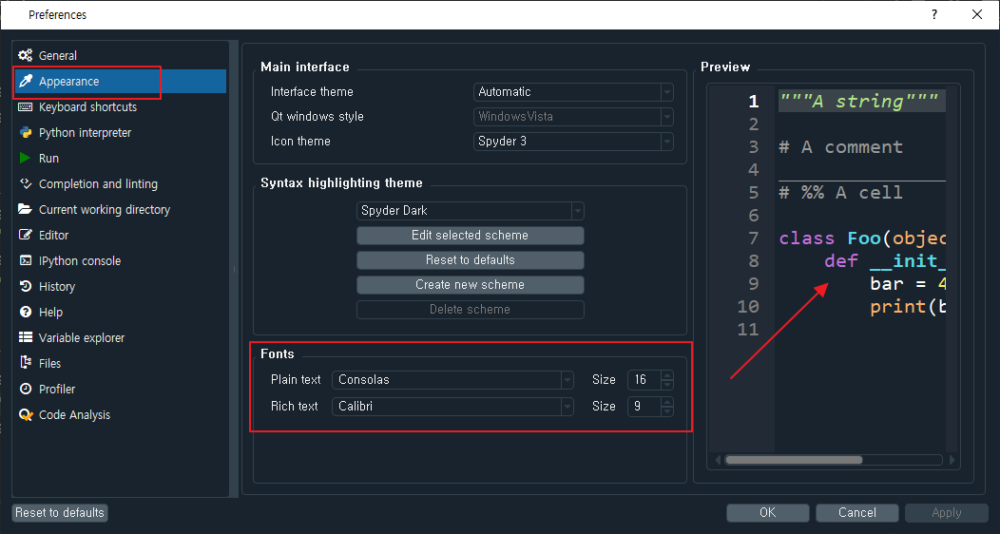 Preferences
?
General
Appearance
Keyboard shortcuts
Python interpreter
Run
Completion and linting
Current working directory
Editor
IPython console
History
Help
Variable explorer
Files
Profiler
Code Analysis
Main interface
Interface theme Automatic
Qt windows style WindowsVista
Icon theme Spyder 3
Syntax highlighting theme
Spyder Dark
Edit selected scheme
Reset to defaults
Create new scheme
Delete scheme
Fonts
Plain text Consolas Size 16
Rich text Calibri Size 9
Preview
1 """A string"""
2
3 # A comment
4
5 # %% A cell
6
7 class Foo(objec
8 def __init_
9 bar = 4
10 print(b
11
Reset to defaults
OK Cancel Apply